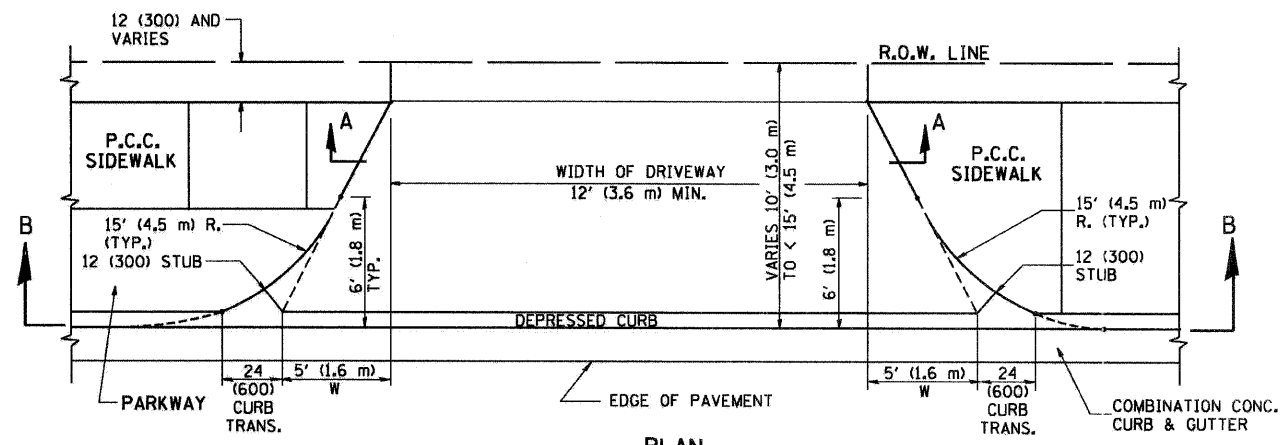 12 (300) AND
VARIES
R.O.W. LINE
A
A
P.C.C.
SIDEWALK
P.C.C.
SIDEWALK
WIDTH OF DRIVEWAY
12' (3.6 m) MIN.
VARIES 10' (3.0 m)
TO < 15' (4.5 m)
15' (4.5 m) R.
(TYP.)
12 (300) STUB
6' (1.8 m)
TYP.
6' (1.8 m)
15' (4.5 m)
R. (TYP.)
12 (300)
STUB
B
B
DEPRESSED CURB
24
(600)
CURB
TRANS.
5' (1.6 m)
W
5' (1.6 m)
W
24
(600)
CURB
TRANS.
PARKWAY
EDGE OF PAVEMENT
COMBINATION CONC.
CURB & GUTTER
PLAN